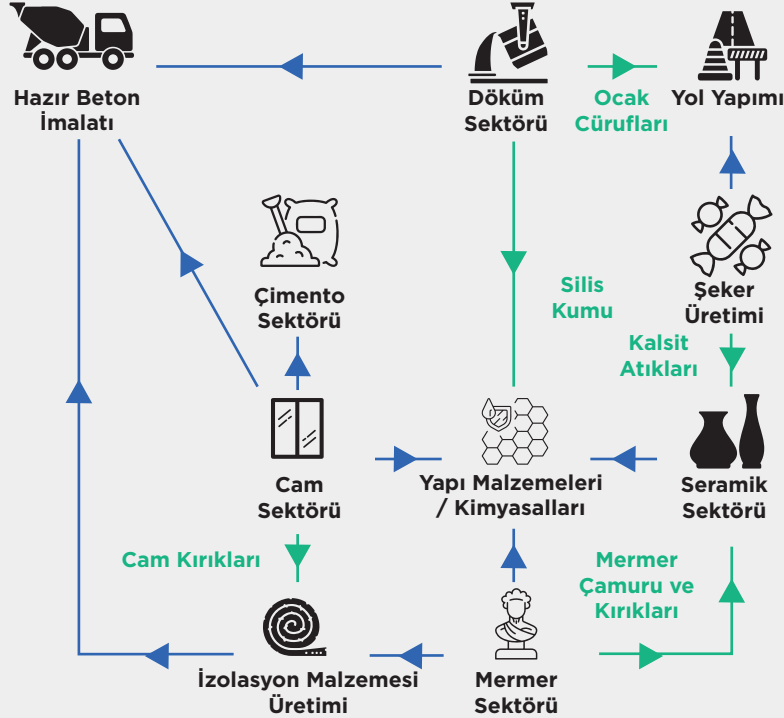 Hazır Beton
İmalatı
Döküm
Sektörü
Ocak
Cürufları
Yol Yapımı
Çimento
Sektörü
Silis
Kumu
Şeker
Üretimi
Kalsit
Atıkları
Cam
Sektörü
Yapı Malzemeleri
/ Kimyasalları
Seramik
Sektörü
Cam Kırıkları
Mermer
Çamuru ve
Kırıkları
İzolasyon Malzemesi
Üretimi
Mermer
Sektörü